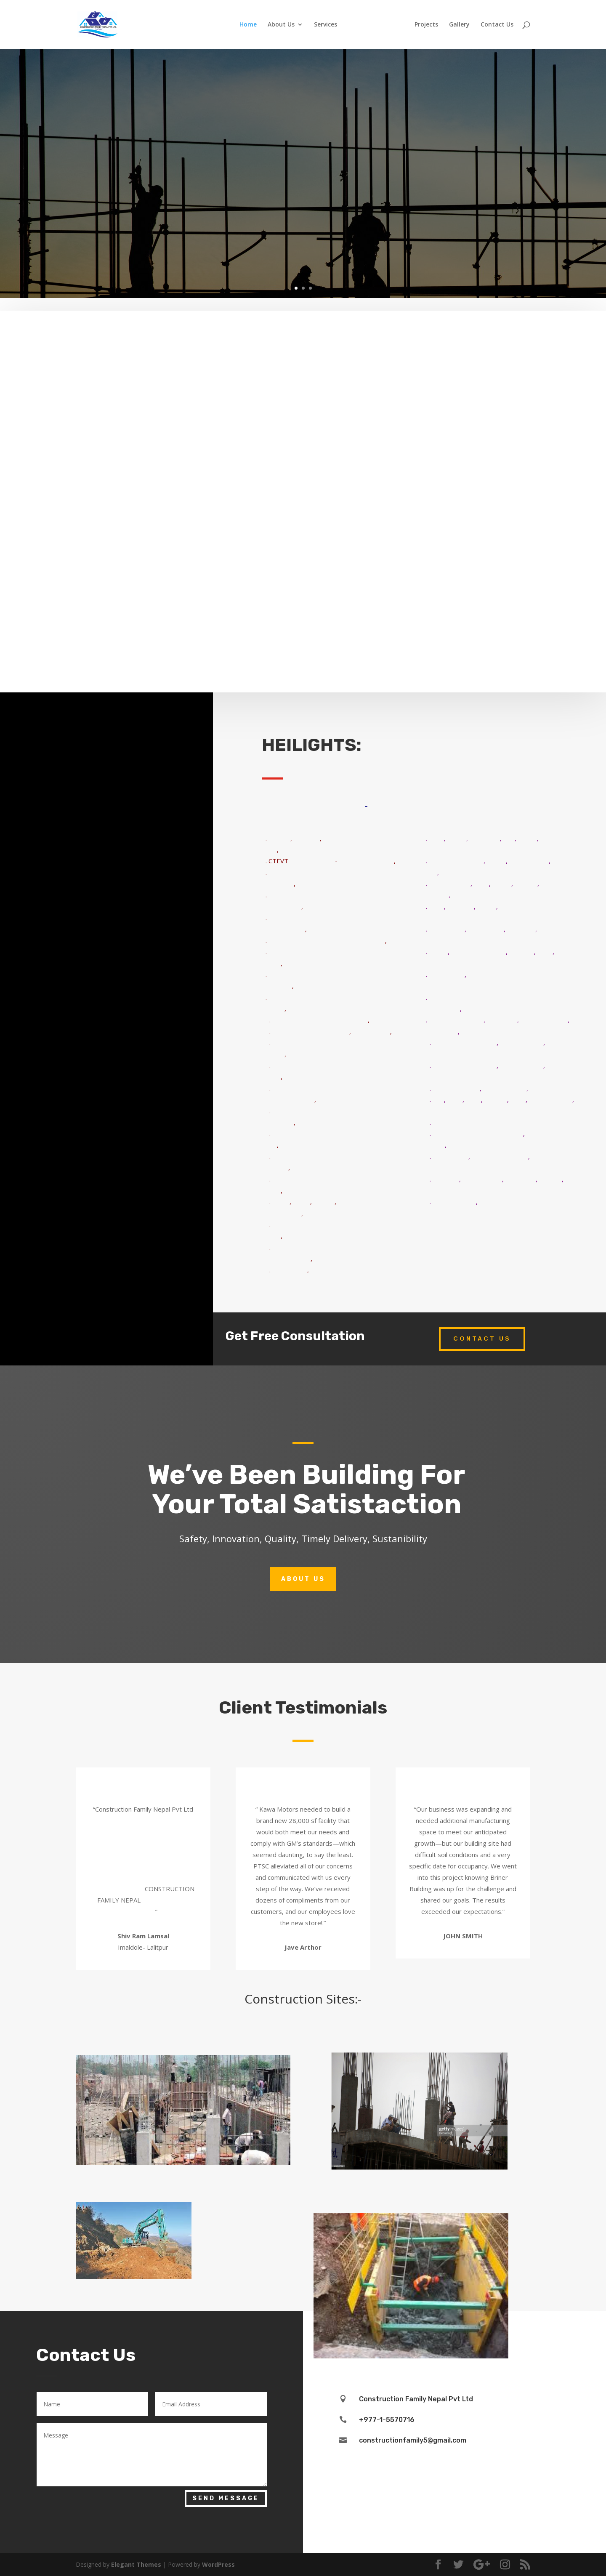 Home
About Us
Services
Projects
Gallery
Contact Us
HEILIGHTS:
-
. CTEVT -
Get Free Consultation
CONTACT US
We’ve Been Building For
Your Total Satistaction
Safety, Innovation, Quality, Timely Delivery, Sustanibility
ABOUT US
Client Testimonials
“Construction Family Nepal Pvt Ltd
CONSTRUCTION
FAMILY NEPAL
”
Shiv Ram Lamsal
Imaldole- Lalitpur
“ Kawa Motors needed to build a
brand new 28,000 sf facility that
would both meet our needs and
comply with GM’s standards—which
seemed daunting, to say the least.
PTSC alleviated all of our concerns
and communicated with us every
step of the way. We’ve received
dozens of compliments from our
customers, and our employees love
the new store!”
Jave Arthor
“Our business was expanding and
needed additional manufacturing
space to meet our anticipated
growth—but our building site had
difficult soil conditions and a very
specific date for occupancy. We went
into this project knowing Briner
Building was up for the challenge and
shared our goals. The results
exceeded our expectations.”
JOHN SMITH
Construction Sites:-
Contact Us
Name
Email Address
Message
SEND MESSAGE
Construction Family Nepal Pvt Ltd
+977-1-5570716
constructionfamily5@gmail.com
Designed by Elegant Themes | Powered by WordPress